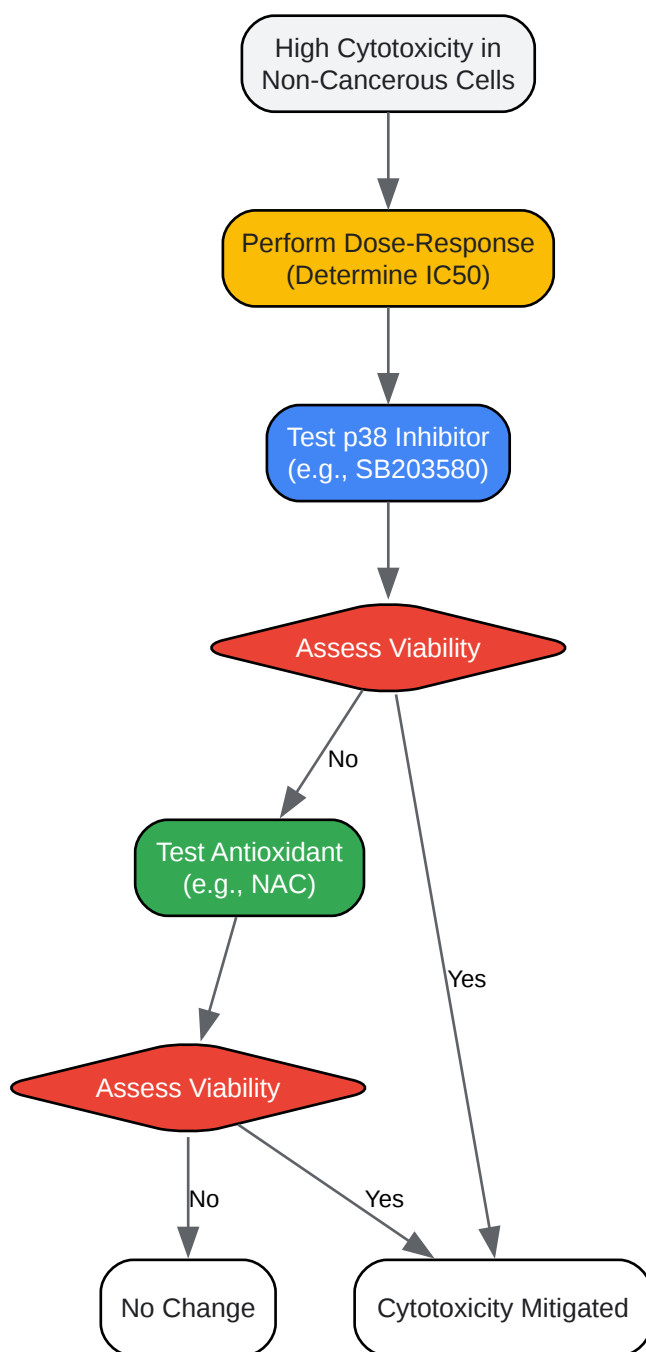 High Cytotoxicity in
Non-Cancerous Cells
Perform Dose-Response
(Determine IC50)
Test p38 Inhibitor
(e.g., SB203580)
Assess Viability
No
Test Antioxidant
(e.g., NAC)
Yes
Assess Viability
No
Yes
No Change
Cytotoxicity Mitigated